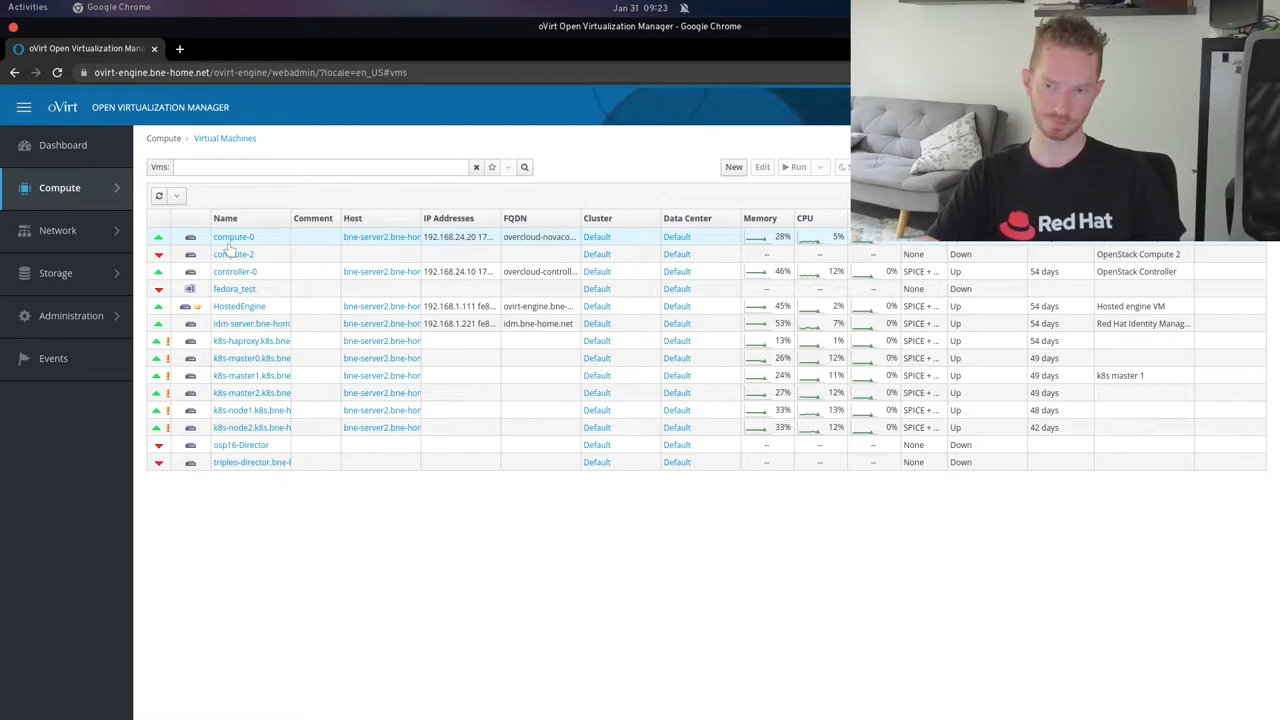 Activities Google Chrome Jan 31 09:23
oVirt Open Virtualization Manager - Google Chrome
oVirt Open Virtualization Mana
ovirt-engine.bne-home.net/ovirt-engine/webadmin/?locale=en_US#vms
oVirt OPEN VIRTUALIZATION MANAGER
Dashboard
Compute
Network
Storage
Administration
Events
Compute > Virtual Machines
Vms: New Edit Run
Name Comment Host IP Addresses FQDN Cluster Data Center Memory CPU
compute-0 bne-server2.bne-hor 192.168.24.20 17... overcloud-novaco... Default Default 28% 5%
compute-2 Default Default -- -- -- None Down OpenStack Compute 2
controller-0 bne-server2.bne-hor 192.168.24.10 17... overcloud-controll... Default Default 46% 12% 0% SPICE + ... Up 54 days OpenStack Controller
fedora_test Default Default -- -- -- None Down
HostedEngine bne-server2.bne-hor 192.168.1.111 fe8... ovirt-engine.bne-... Default Default 45% 2% 0% SPICE + ... Up 54 days Hosted engine VM
idm-server.bne-hom bne-server2.bne-hor 192.168.1.221 fe8... idm.bne-home.net Default Default 53% 7% 0% SPICE + ... Up 54 days Red Hat Identity Manag...
k8s-haproxy.k8s.bne bne-server2.bne-hor Default Default 13% 1% 0% SPICE + ... Up 54 days
k8s-master0.k8s.bne bne-server2.bne-hor Default Default 26% 12% 0% SPICE + ... Up 49 days
k8s-master1.k8s.bne bne-server2.bne-hor Default Default 24% 11% 0% SPICE + ... Up 49 days k8s master 1
k8s-master2.k8s.bne bne-server2.bne-hor Default Default 27% 12% 0% SPICE + ... Up 49 days
k8s-node1.k8s.bne-h bne-server2.bne-hor Default Default 33% 13% 0% SPICE + ... Up 48 days
k8s-node2.k8s.bne-h bne-server2.bne-hor Default Default 33% 12% 0% SPICE + ... Up 42 days
osp16-Director Default Default -- -- -- None Down
tripleo-director.bne-h Default Default -- -- -- None Down
Red Hat